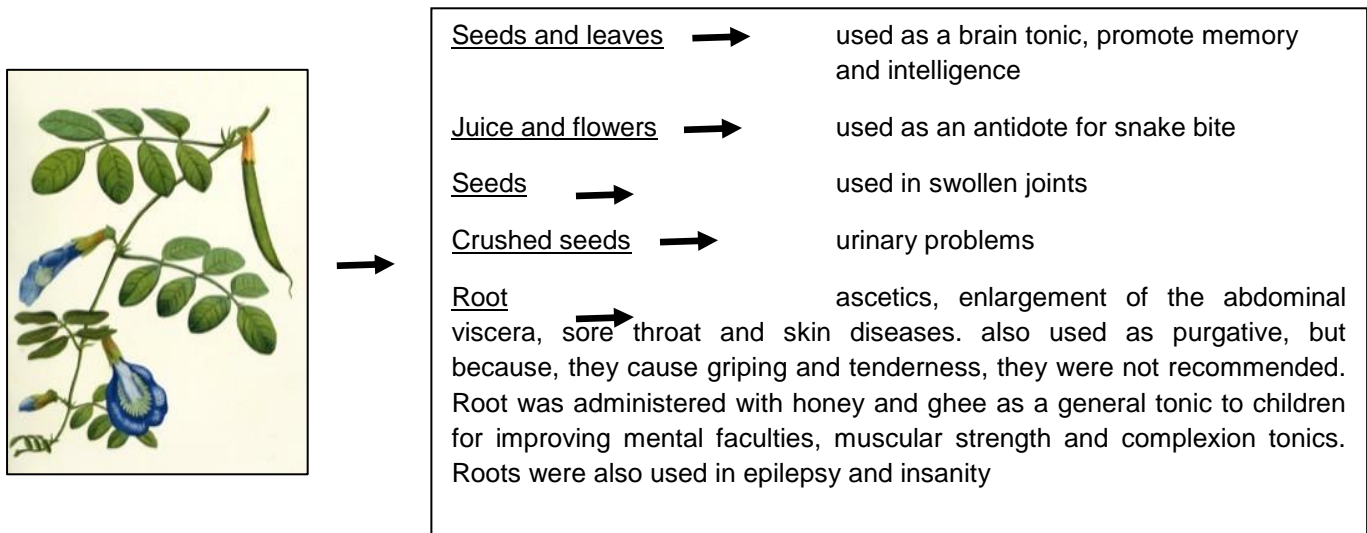 Seeds and leaves used as a brain tonic, promote memory
and intelligence
Juice and flowers used as an antidote for snake bite
Seeds used in swollen joints
Crushed seeds urinary problems
Root ascetics, enlargement of the abdominal
viscera, sore throat and skin diseases. also used as purgative, but
because, they cause griping and tenderness, they were not recommended.
Root was administered with honey and ghee as a general tonic to children
for improving mental faculties, muscular strength and complexion tonics.
Roots were also used in epilepsy and insanity